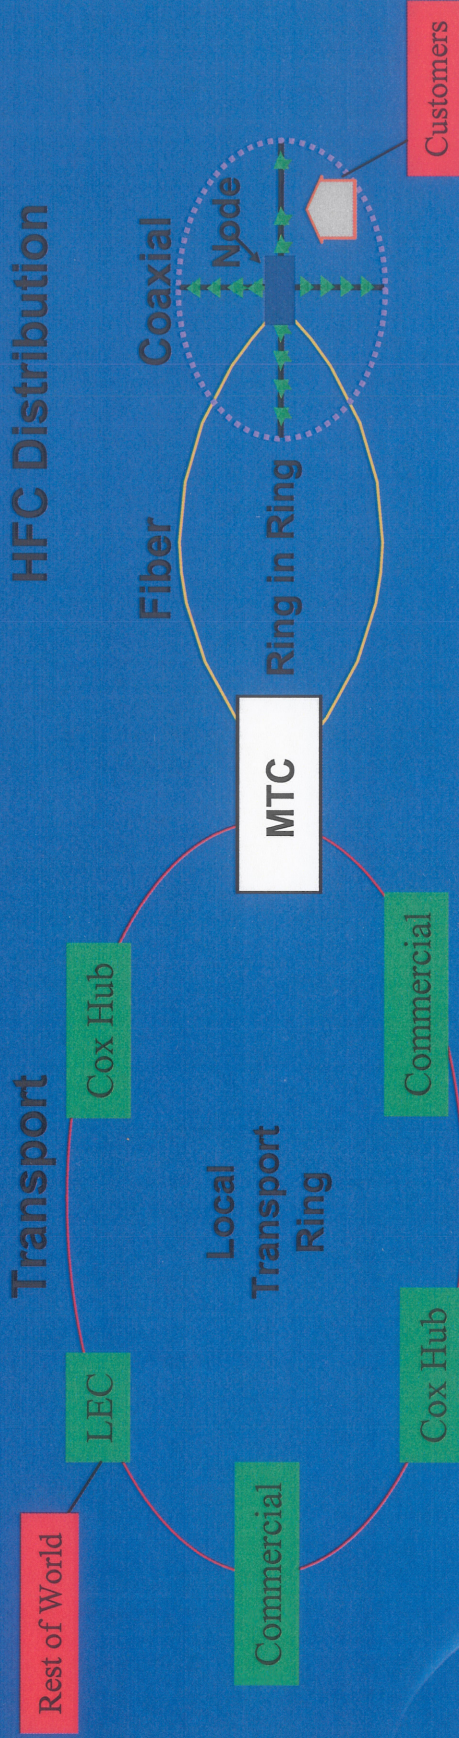 Transport
HFC Distribution
Rest of World
LEC
Cox Hub
Fiber
Coaxial
Node
Local
Transport
Ring
MTC
Ring in Ring
Commercial
Cox Hub
Commercial
Customers